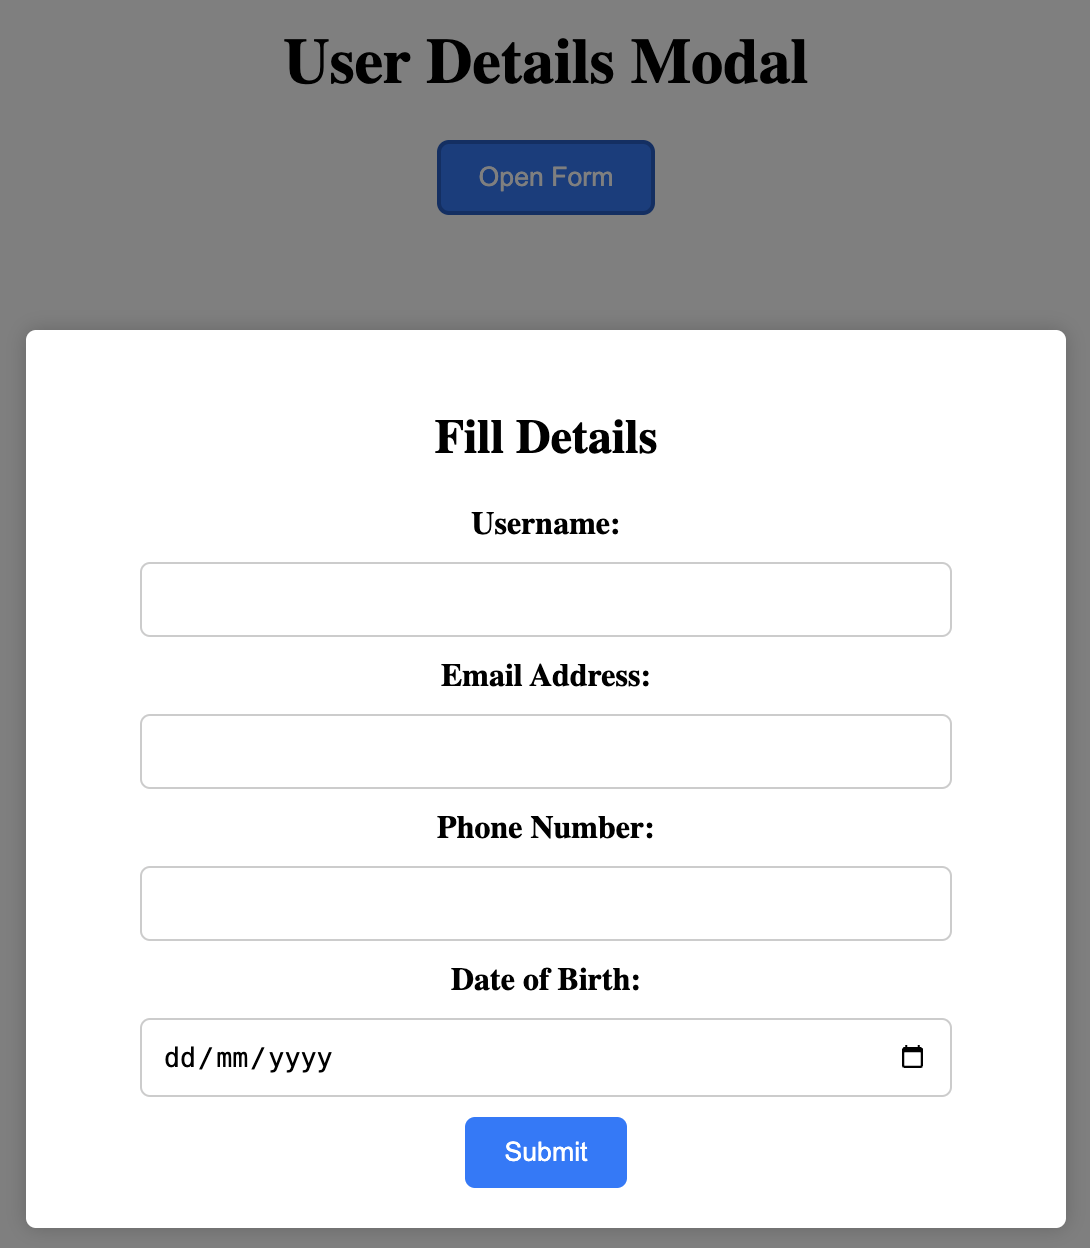 User Details Modal
Open Form
Fill Details
Username:
Email Address:
Phone Number:
Date of Birth:
dd/mm/yyyy
Submit